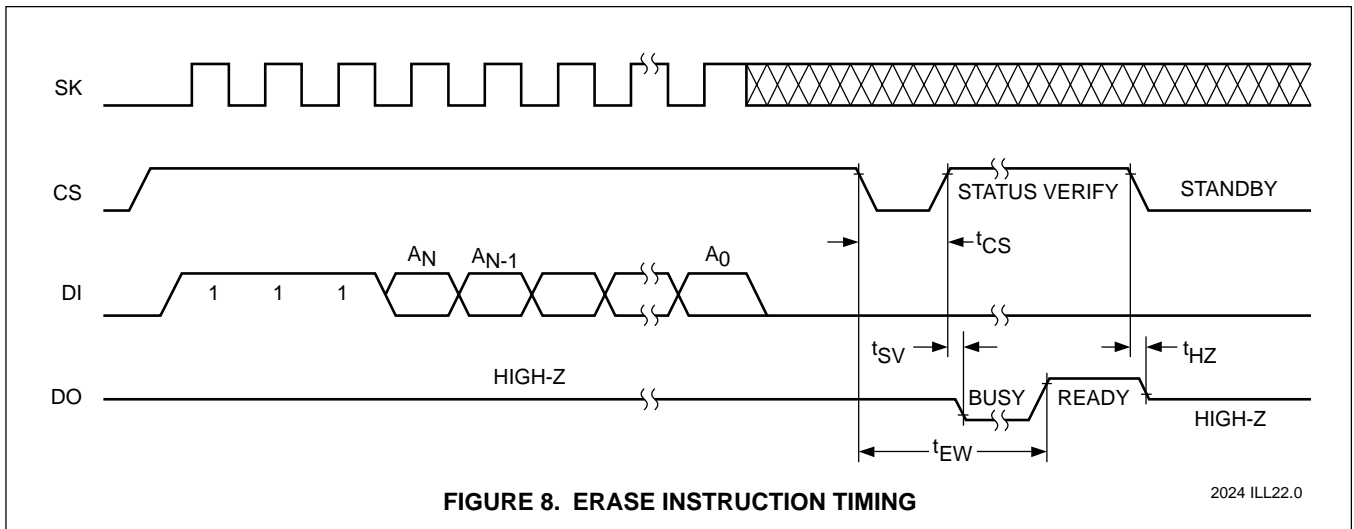 SK
CS
STATUS VERIFY
STANDBY
tCS
AN
AN-1
A0
DI
1 1 1
tSV
tHZ
HIGH-Z
DO
BUSY
READY
HIGH-Z
tEW
FIGURE 8. ERASE INSTRUCTION TIMING
2024 ILL22.0